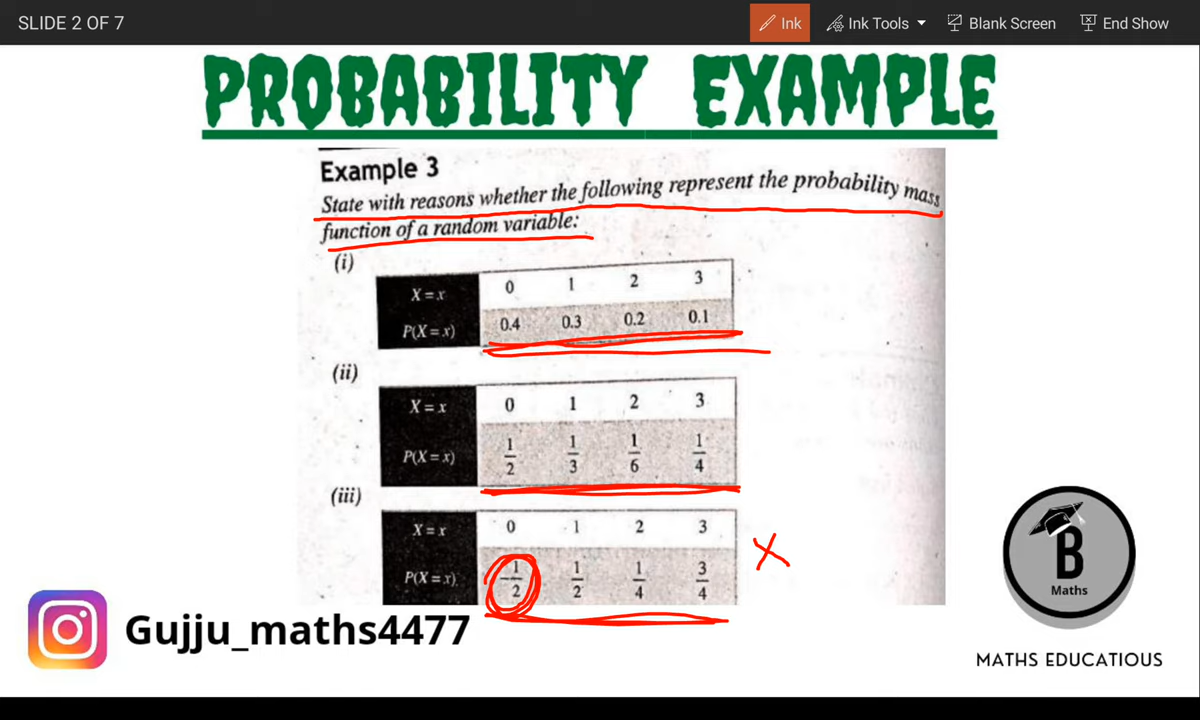 SLIDE 2 OF 7
Ink Ink Tools Blank Screen End Show
PROBABILITY EXAMPLE
Example 3
State with reasons whether the following represent the probability mass
function of a random variable:
(i)
X = x 0 1 2 3
P(X = x) 0.4 0.3 0.2 0.1
(ii)
X = x 0 1 2 3
P(X = x) 1/2 1/3 1/6 1/4
(iii)
X = x 0 1 2 3
P(X = x) -1/2 1/2 1/4 3/4
X
Gujju_maths4477
B
Maths
MATHS EDUCATIOUS